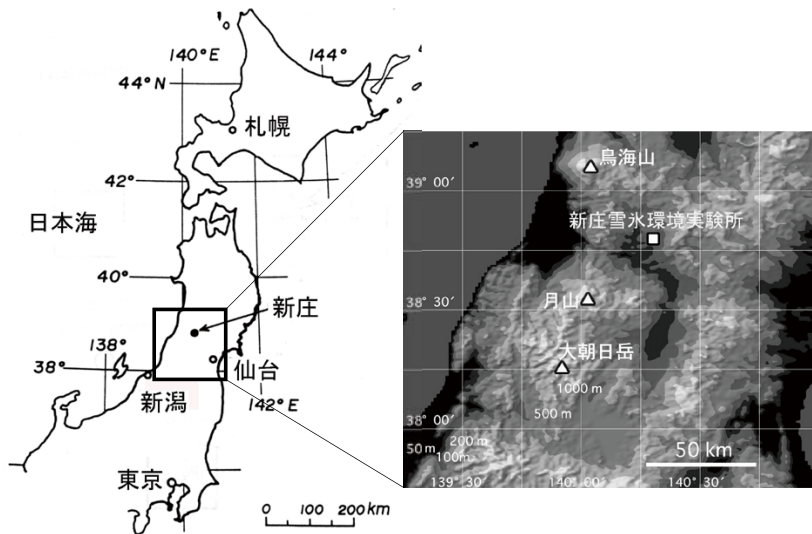 140°E
144°
44°N
札幌
42°
日本海
40°
新庄
138°
38°
仙台
新潟
142°E
東京
0 100 200km
鳥海山
39° 00′
新庄雪氷環境実験所
月山
38° 30′
大朝日岳
1000 m
500 m
38° 00′
200m
50m
100m
50 km
139° 30′
140° 00′
140° 30′